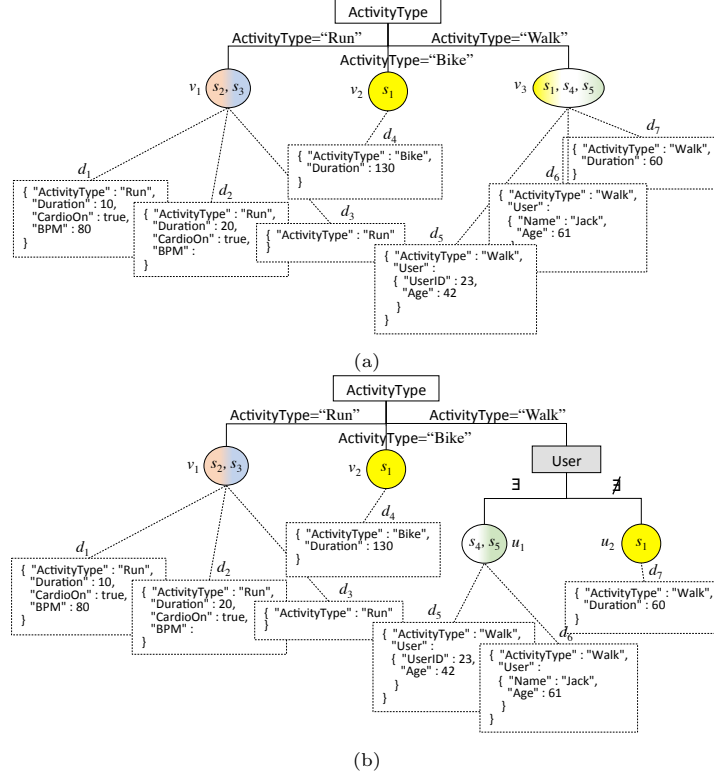 ActivityType
ActivityType="Run"
ActivityType="Walk"
ActivityType="Bike"
v1
s2, s3
v2
s1
v3
s1, s4, s5
d1
{ "ActivityType" : "Run",
"Duration" : 10,
"CardioOn" : true,
"BPM" : 80
}
d2
{ "ActivityType" : "Run",
"Duration" : 20,
"CardioOn" : true,
"BPM" :
}
d3
{ "ActivityType" : "Run"
}
d4
{ "ActivityType" : "Bike",
"Duration" : 130
}
d5
{ "ActivityType" : "Walk",
"User" :
{ "UserID" : 23,
"Age" : 42
}
}
d6
{ "ActivityType" : "Walk",
"User" :
{ "Name" : "Jack",
"Age" : 61
}
d7
{ "ActivityType" : "Walk",
"Duration" : 60
}
(a)
ActivityType
ActivityType="Run"
ActivityType="Walk"
ActivityType="Bike"
v1
s2, s3
v2
s1
User
∃
∄
s4, s5
u1
u2
s1
d1
{ "ActivityType" : "Run",
"Duration" : 10,
"CardioOn" : true,
"BPM" : 80
}
d2
{ "ActivityType" : "Run",
"Duration" : 20,
"CardioOn" : true,
"BPM" :
}
d3
{ "ActivityType" : "Run"
}
d4
{ "ActivityType" : "Bike",
"Duration" : 130
}
d5
{ "ActivityType" : "Walk",
"User" :
{ "UserID" : 23,
"Age" : 42
}
}
d6
{ "ActivityType" : "Walk",
"User" :
{ "Name" : "Jack",
"Age" : 61
}
}
d7
{ "ActivityType" : "Walk",
"Duration" : 60
}
(b)